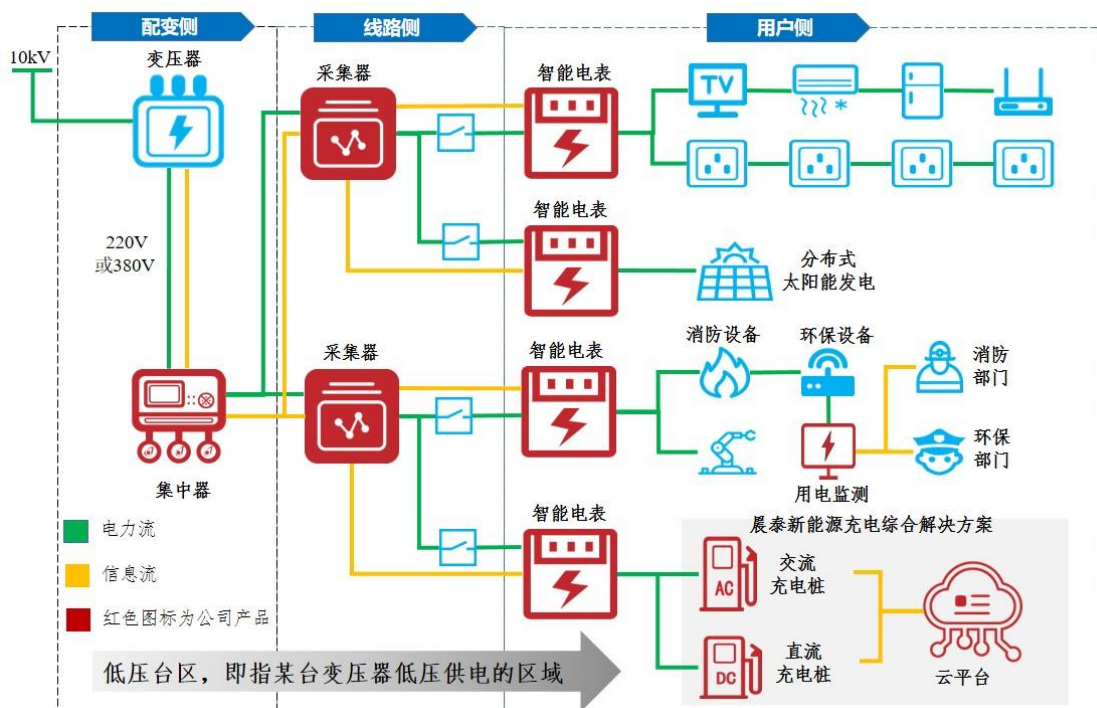 配变侧
线路侧
用户侧
10kV
变压器
采集器
智能电表
TV
智能电表
220V
或380V
分布式
太阳能发电
采集器
智能电表
消防设备
环保设备
消防
部门
集中器
用电监测
环保
部门
电力流
信息流
红色图标为公司产品
智能电表
晨泰新能源充电综合解决方案
AC
交流
充电桩
DC
直流
充电桩
云平台
低压台区，即指某台变压器低压供电的区域